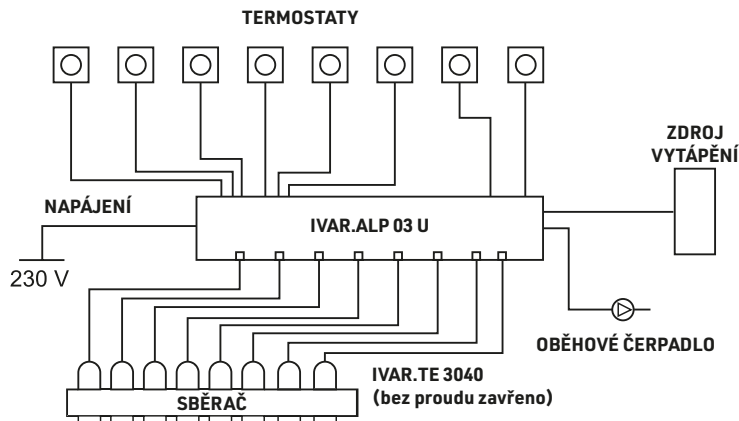 TERMOSTATY
ZDROJ
VYTÁPĚNÍ
NAPÁJENÍ
IVAR.ALP 03 U
230 V
OBĚHOVÉ ČERPADLO
IVAR.TE 3040
(bez proudu zavřeno)
SBĚRAČ